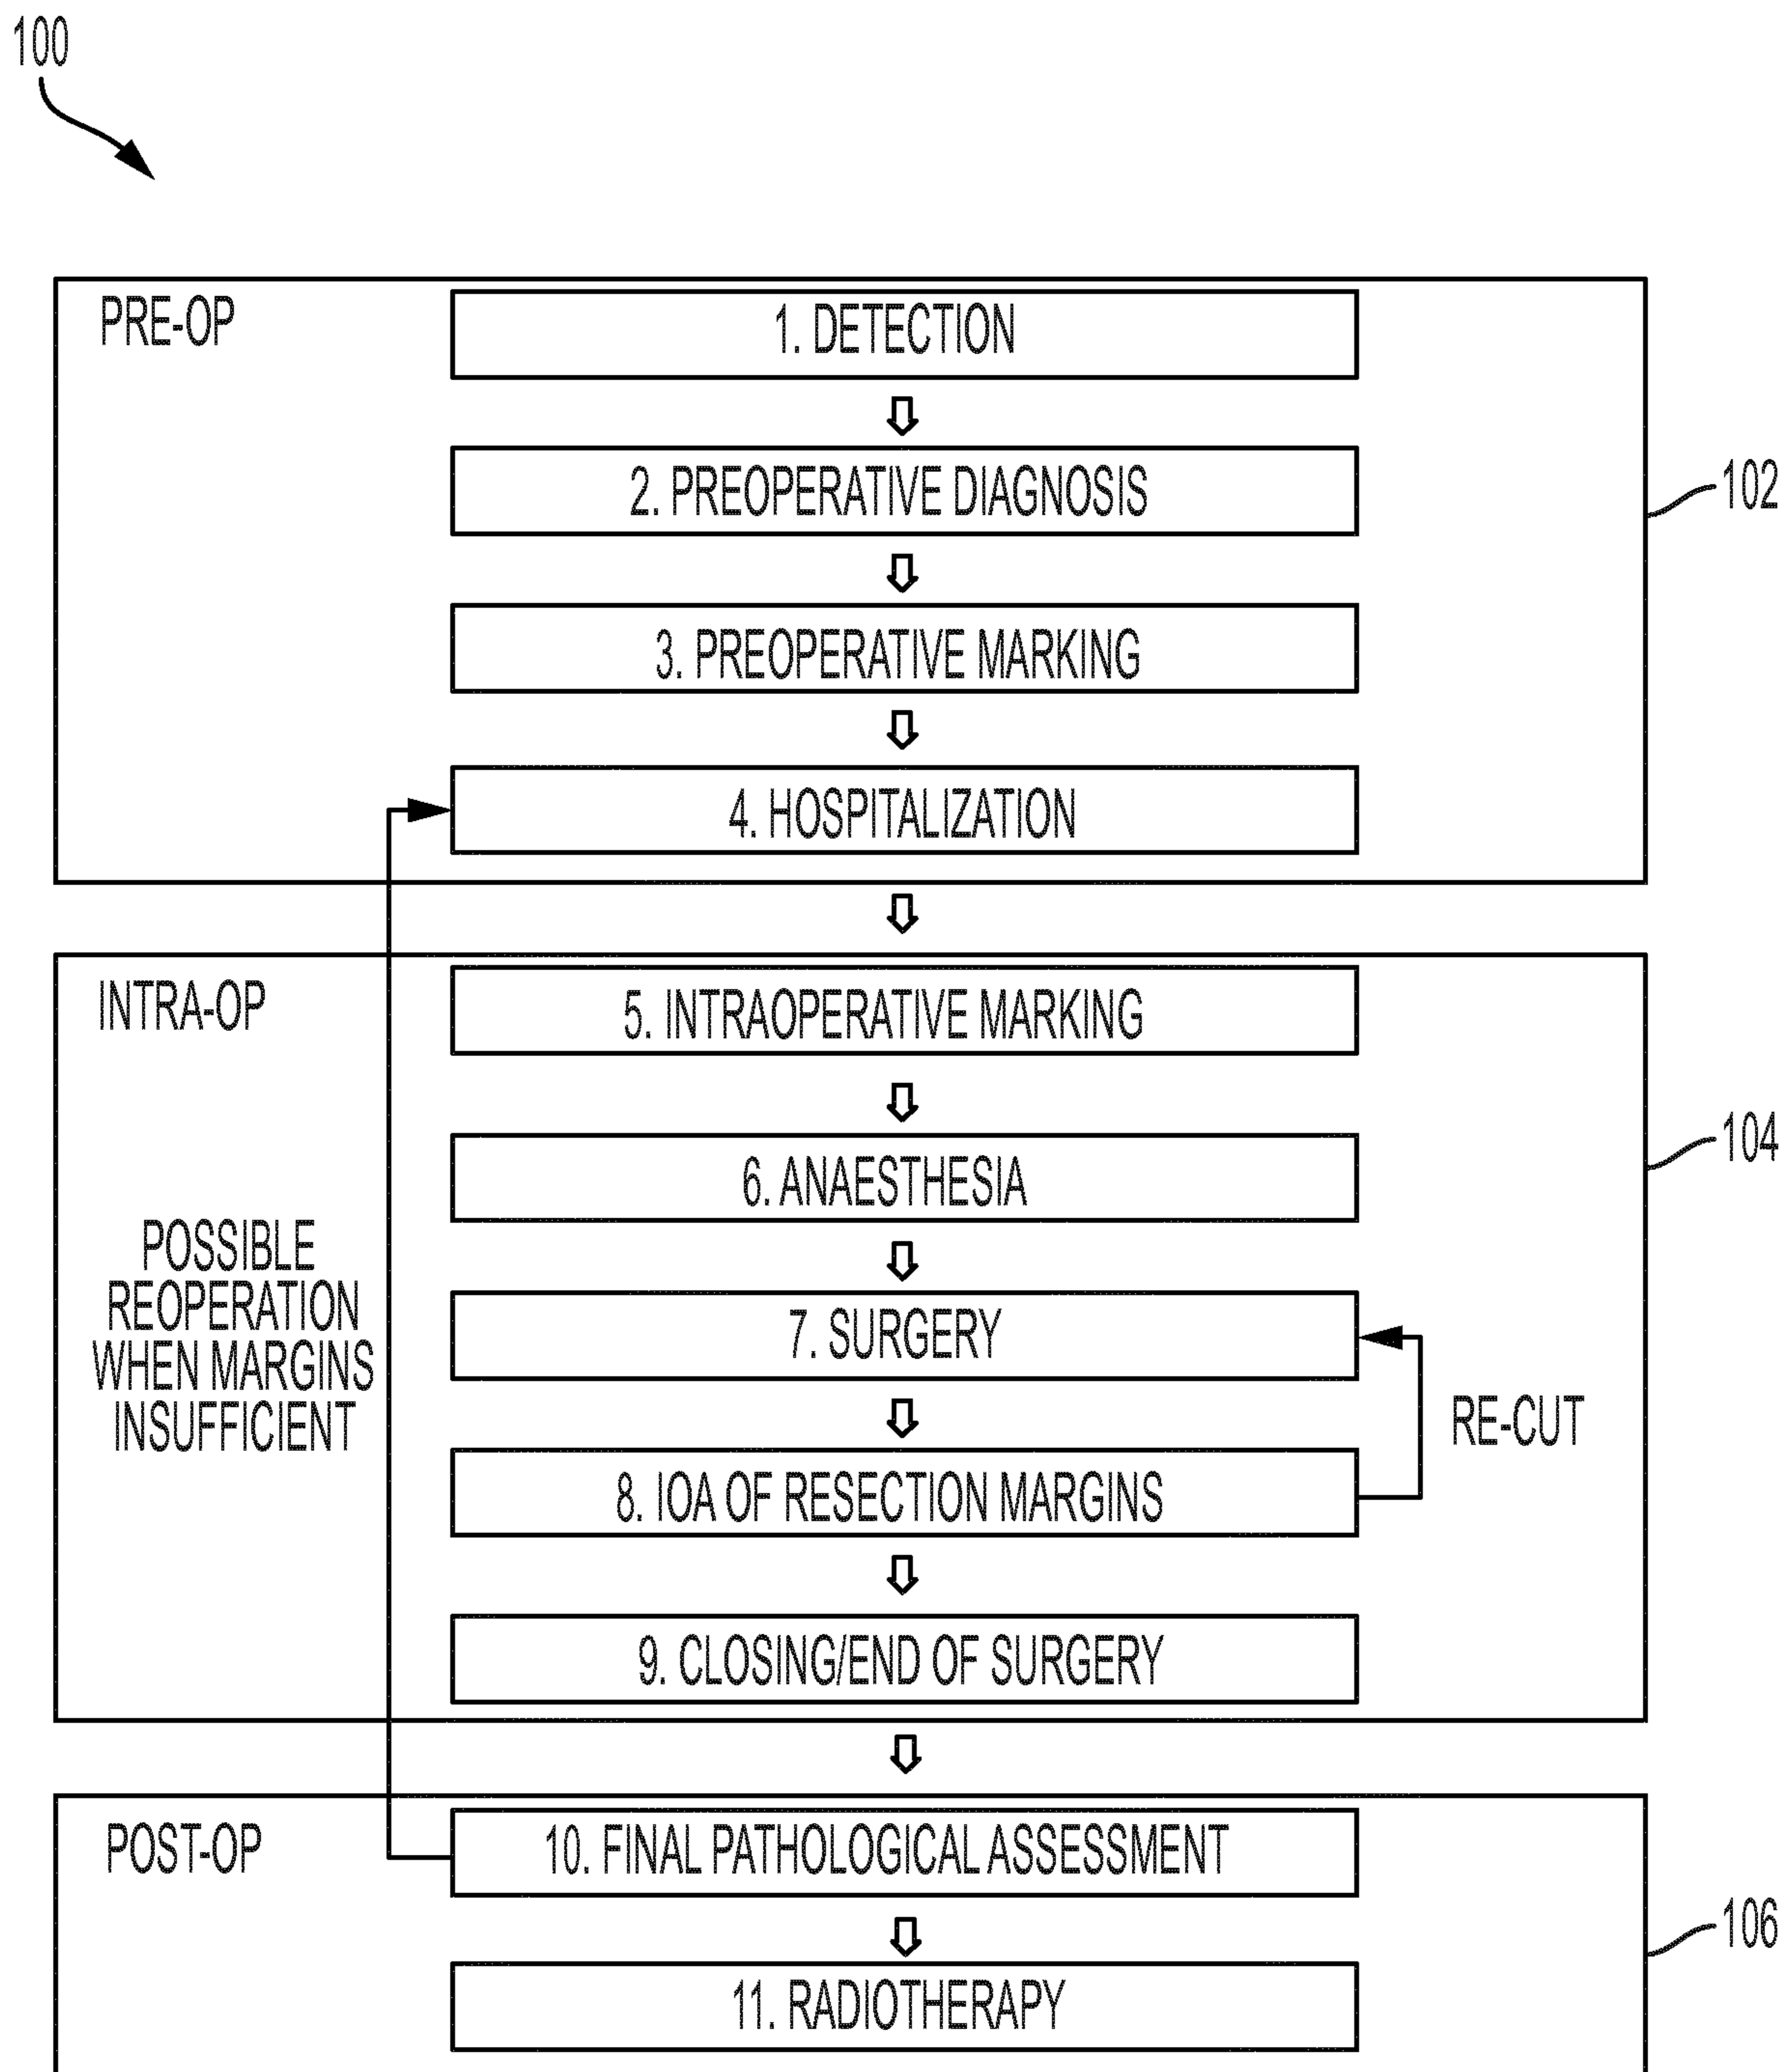 100
PRE-OP
1. DETECTION
2. PREOPERATIVE DIAGNOSIS
102
3. PREOPERATIVE MARKING
4. HOSPITALIZATION
INTRA-OP
5. INTRAOPERATIVE MARKING
104
6. ANAESTHESIA
POSSIBLE
REOPERATION
WHEN MARGINS
INSUFFICIENT
7. SURGERY
RE-CUT
8. IOA OF RESECTION MARGINS
9. CLOSING/END OF SURGERY
POST-OP
10. FINAL PATHOLOGICAL ASSESSMENT
106
11. RADIOTHERAPY